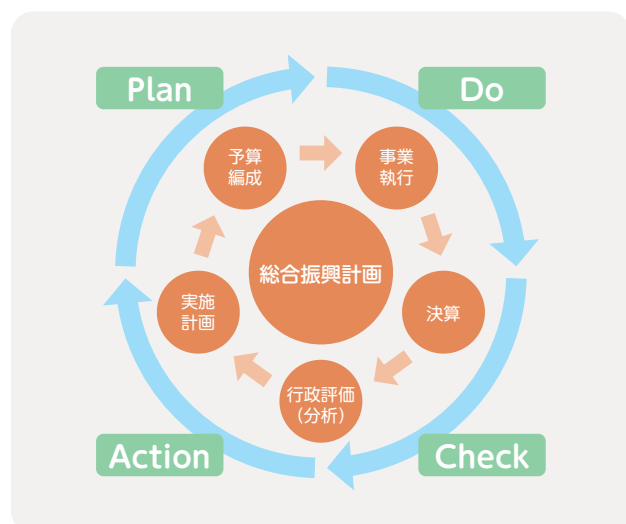 Plan
Do
予算
編成
事業
執行
総合振興計画
実施
計画
決算
行政評価
（分析）
Action
Check